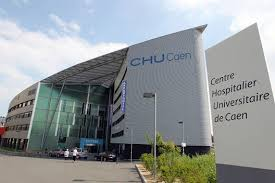 CHU Caen
Centre
Hospitalier
Universitaire
de Caen